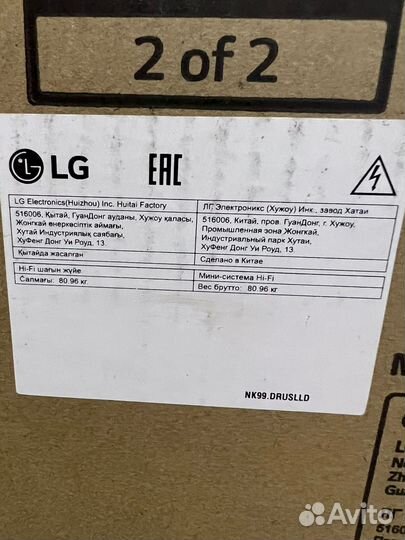 2 of 2
LG
EAC
LG Electronics(Huizhou) Inc. Huitai Factory
516006, Қытай, ГуанДонг ауданы, Хужоу қаласы,
Жонгкай өнеркәсіптік аймағы,
Хутай Индустриялық саябағы,
ХуФенг Донг Уи Роуд, 13.
Қытайда жасалған
Hi-Fi шағын жүйе
Салмағы: 80.96 кг
ЛГ Электроникс (Хужоу) Инк., завод Хатаи
516006, Китай, пров. ГуанДонг, г. Хужоу,
Промышленная зона Жонгкай,
Индустриальный парк Хутаи,
ХуФенг Донг Уи Роуд, 13
Сделано в Китае
Мини-система Hi-Fi
Вес брутто: 80.96 кг
NK99.DRUSLLD
Avito